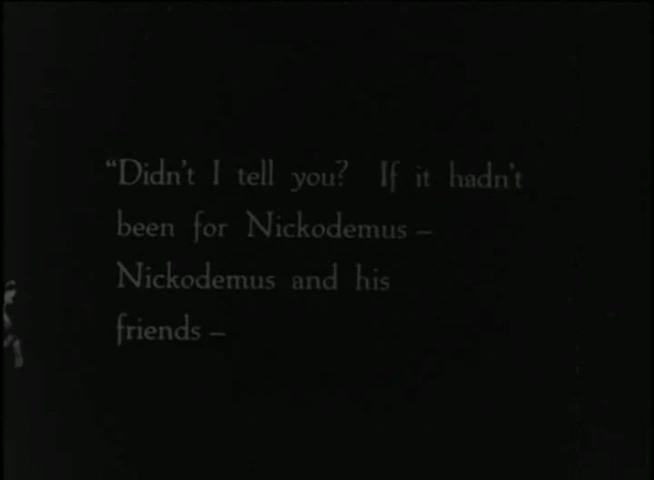 “Didn't I tell you? If it hadn't
been for Nickodemus –
Nickodemus and his
friends –